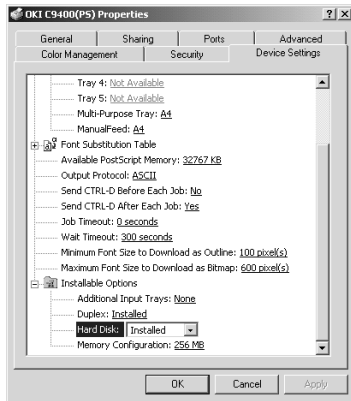 OKI C9400(PS) Properties
General Sharing Ports Advanced
Color Management Security Device Settings
Tray 4: Not Available
Tray 5: Not Available
Multi-Purpose Tray: A4
ManualFeed: A4
Font Substitution Table
Available PostScript Memory: 32767 KB
Output Protocol: ASCII
Send CTRL-D Before Each Job: No
Send CTRL-D After Each Job: Yes
Job Timeout: 0 seconds
Wait Timeout: 300 seconds
Minimum Font Size to Download as Outline: 100 pixel(s)
Maximum Font Size to Download as Bitmap: 600 pixel(s)
Installable Options
Additional Input Trays: None
Duplex: Installed
Hard Disk: Installed
Memory Configuration: 256 MB
OK Cancel Apply